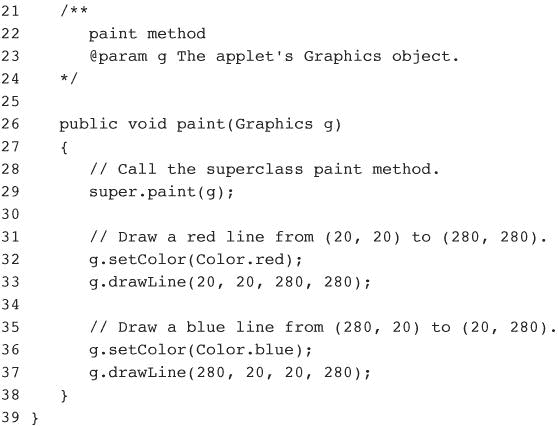 21    /**
22       paint method
23       @param g The applet's Graphics object.
24    */
25
26    public void paint(Graphics g)
27    {
28       // Call the superclass paint method.
29       super.paint(g);
30
31       // Draw a red line from (20, 20) to (280, 280).
32       g.setColor(Color.red);
33       g.drawLine(20, 20, 280, 280);
34
35       // Draw a blue line from (280, 20) to (20, 280).
36       g.setColor(Color.blue);
37       g.drawLine(280, 20, 20, 280);
38    }
39 }